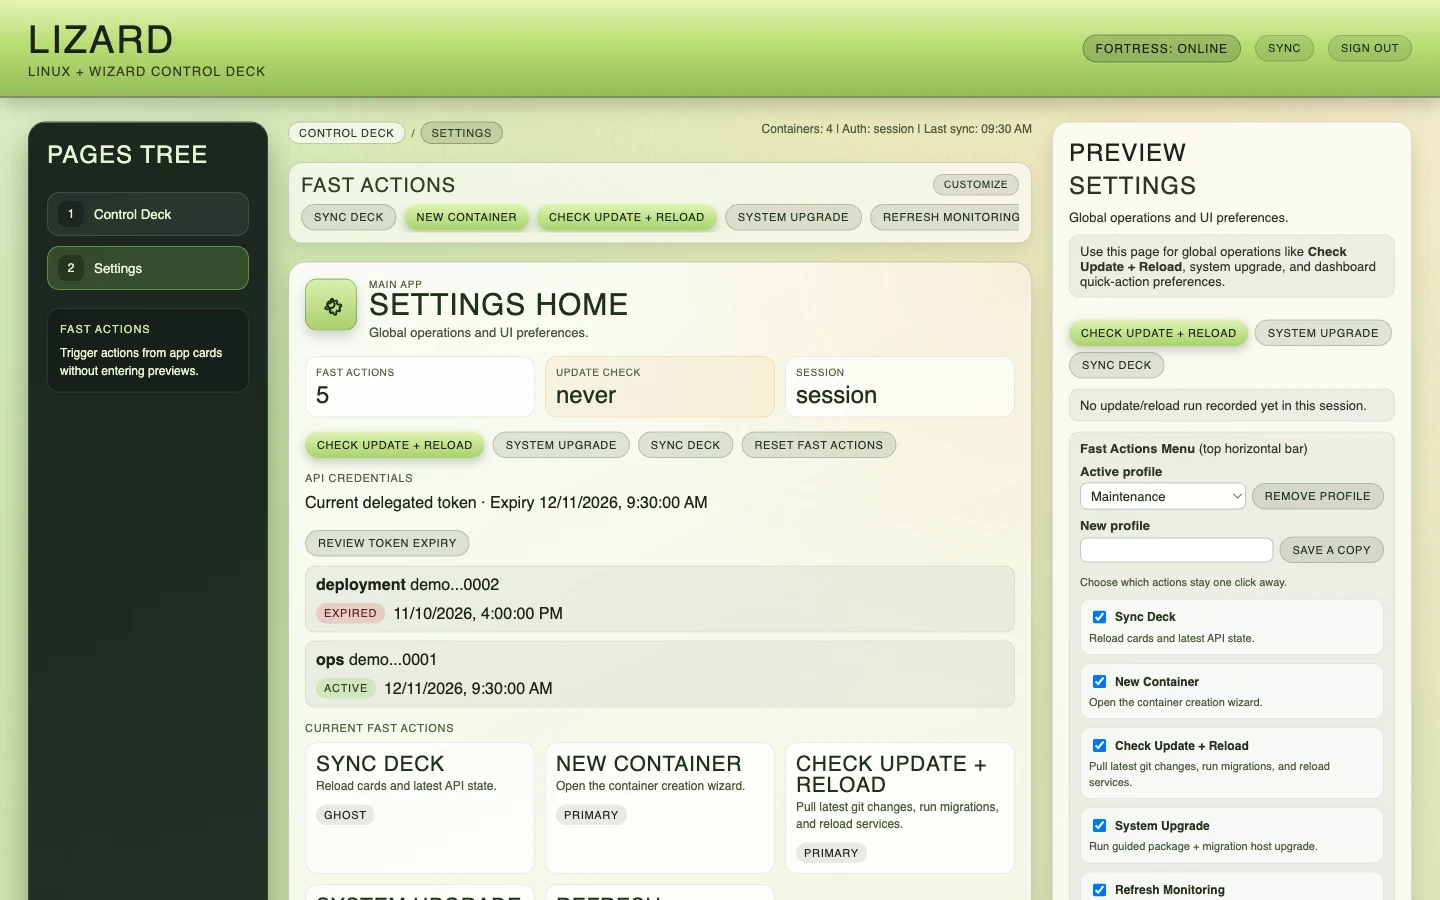 LIZARD
LINUX + WIZARD CONTROL DECK
FORTRESS: ONLINE
SYNC
SIGN OUT
PAGES TREE
1 Control Deck
2 Settings
FAST ACTIONS
Trigger actions from app cards
without entering previews.
CONTROL DECK / SETTINGS
Containers: 4 | Auth: session | Last sync: 09:30 AM
FAST ACTIONS
CUSTOMIZE
SYNC DECK
NEW CONTAINER
CHECK UPDATE + RELOAD
SYSTEM UPGRADE
REFRESH MONITORING
MAIN APP
SETTINGS HOME
Global operations and UI preferences.
FAST ACTIONS
5
UPDATE CHECK
never
SESSION
session
CHECK UPDATE + RELOAD
SYSTEM UPGRADE
SYNC DECK
RESET FAST ACTIONS
API CREDENTIALS
Current delegated token · Expiry 12/11/2026, 9:30:00 AM
REVIEW TOKEN EXPIRY
deployment demo...0002
EXPIRED 11/10/2026, 4:00:00 PM
ops demo...0001
ACTIVE 12/11/2026, 9:30:00 AM
CURRENT FAST ACTIONS
SYNC DECK
Reload cards and latest API state.
GHOST
NEW CONTAINER
Open the container creation wizard.
PRIMARY
CHECK UPDATE +
RELOAD
Pull latest git changes, run migrations,
and reload services.
PRIMARY
SYSTEM UPGRADE
REFRESH
PREVIEW
SETTINGS
Global operations and UI preferences.
Use this page for global operations like Check
Update + Reload, system upgrade, and dashboard
quick-action preferences.
CHECK UPDATE + RELOAD
SYSTEM UPGRADE
SYNC DECK
No update/reload run recorded yet in this session.
Fast Actions Menu (top horizontal bar)
Active profile
Maintenance
REMOVE PROFILE
New profile
SAVE A COPY
Choose which actions stay one click away.
Sync Deck
Reload cards and latest API state.
New Container
Open the container creation wizard.
Check Update + Reload
Pull latest git changes, run migrations, and reload
services.
System Upgrade
Run guided package + migration host upgrade.
Refresh Monitoring